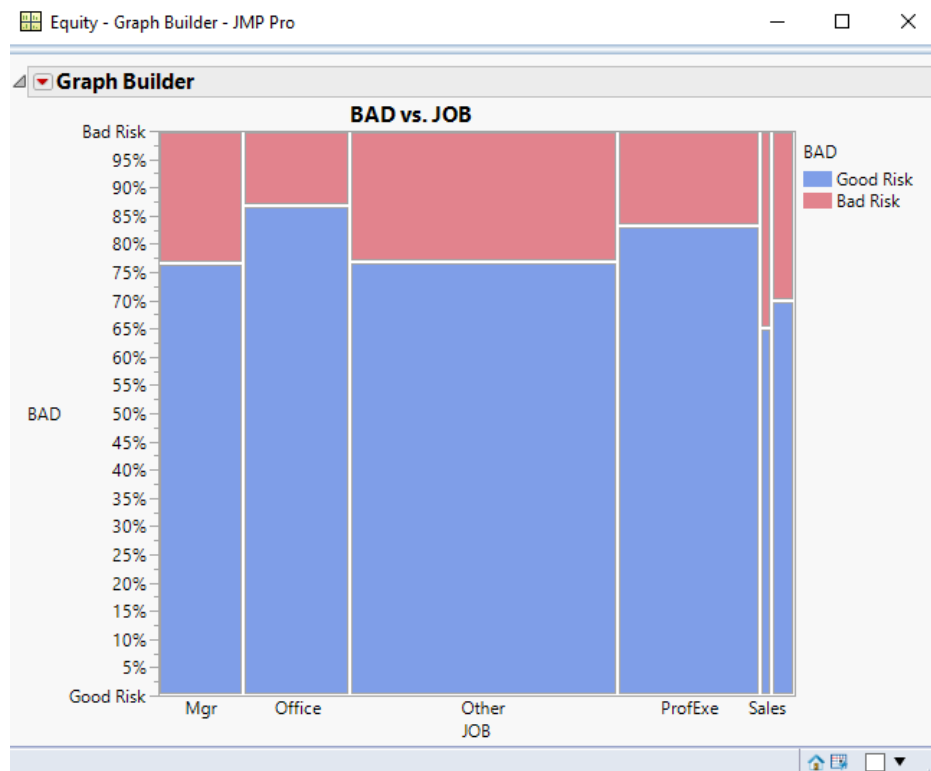 Equity - Graph Builder - JMP Pro
Graph Builder
BAD vs. JOB
Bad Risk
95%
90%
85%
80%
75%
70%
65%
60%
55%
50%
45%
40%
35%
30%
25%
20%
15%
10%
5%
Good Risk
BAD
Mgr Office Other ProfExe Sales
JOB
BAD
Good Risk
Bad Risk